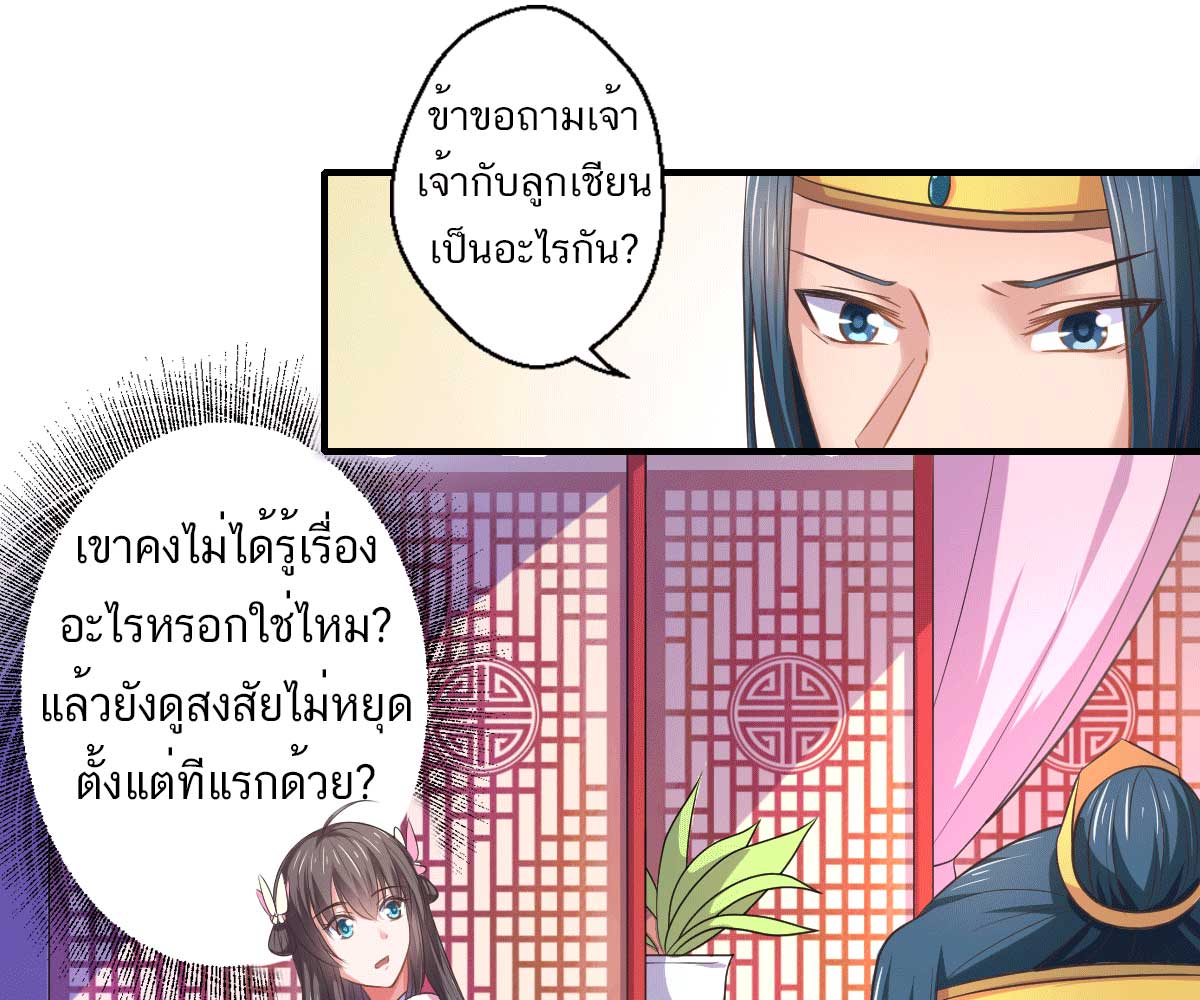 ข้าขอถามเจ้า
เจ้ากับลูกเชียน
เป็นอะไรกัน?
เขาคงไม่ได้รู้เรื่อง
อะไรหรอกใช่ไหม?
แล้วยังดูสงสัยไม่หยุด
ตั้งแต่ทีแรกด้วย?